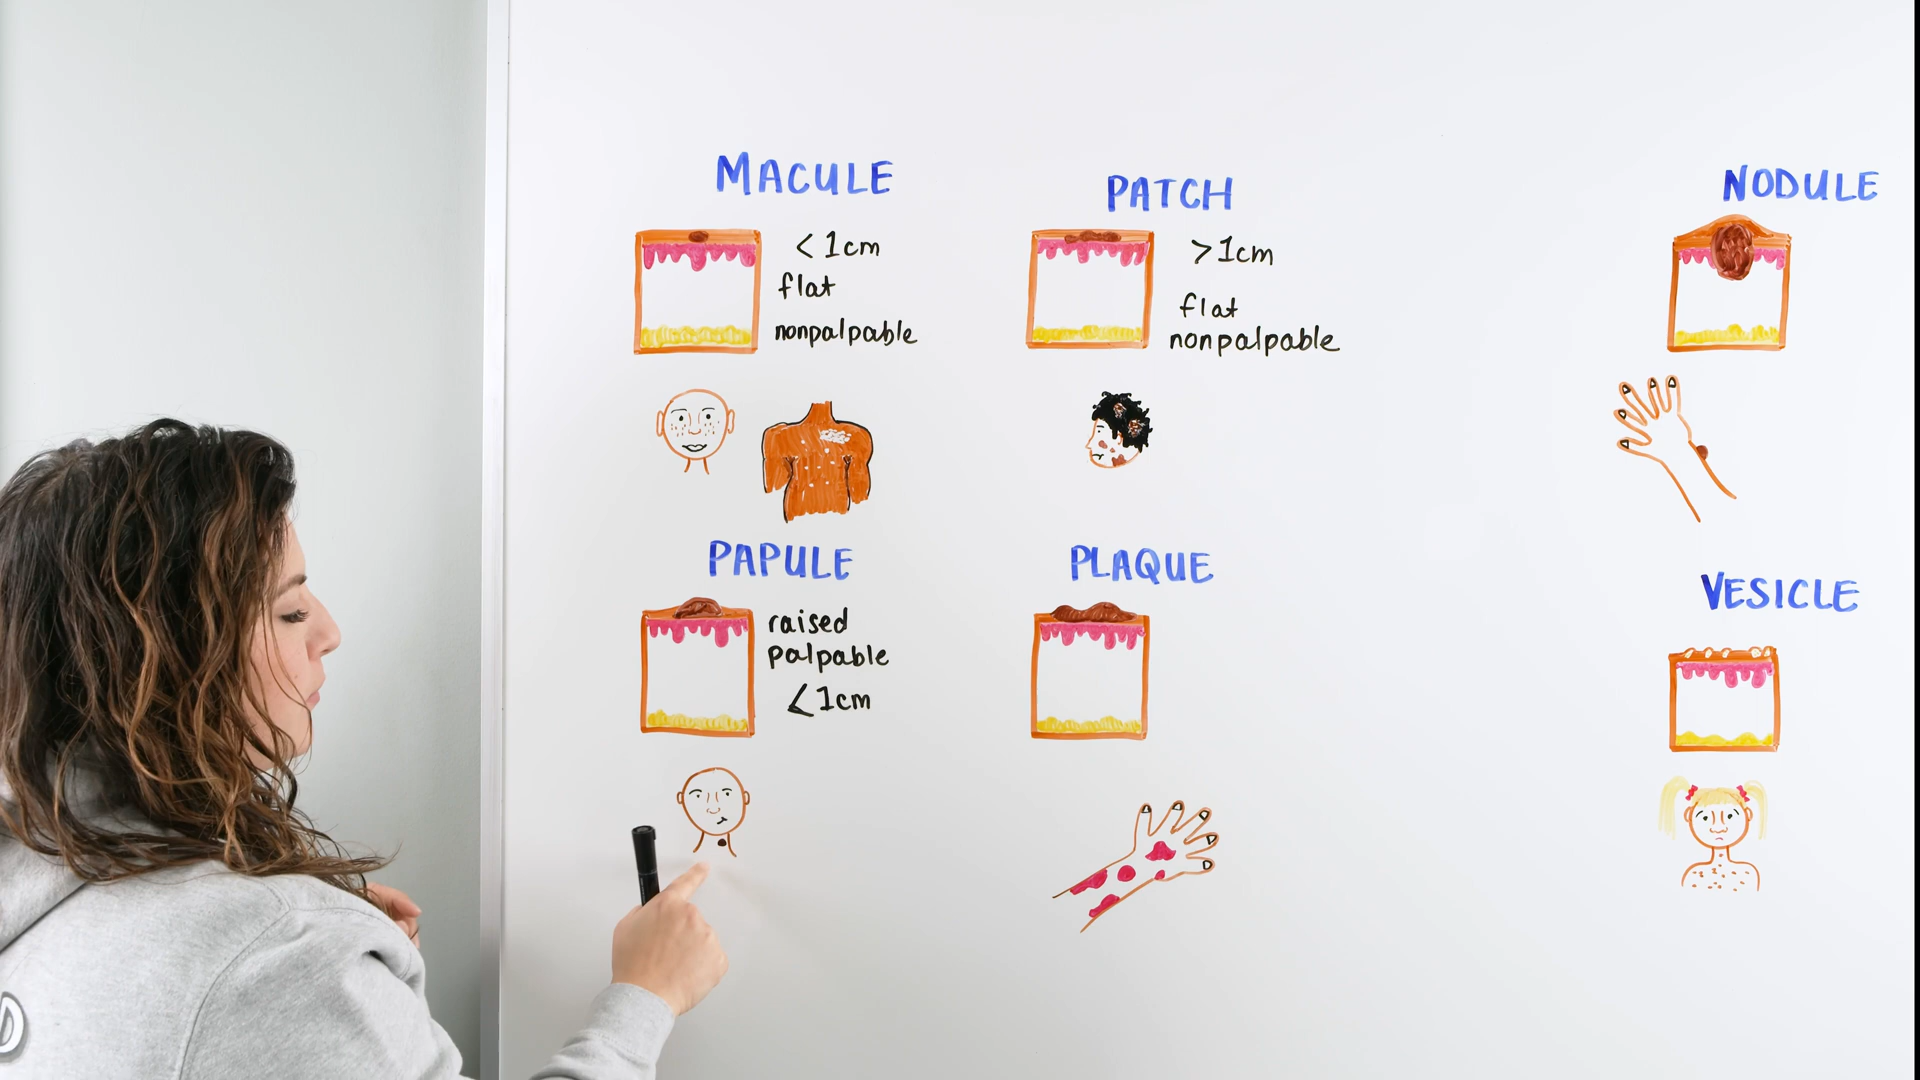 MACULE
< 1cm
flat
nonpalpable
PATCH
>1cm
flat
nonpalpable
NODULE
PAPULE
raised
palpable
<1cm
PLAQUE
VESICLE